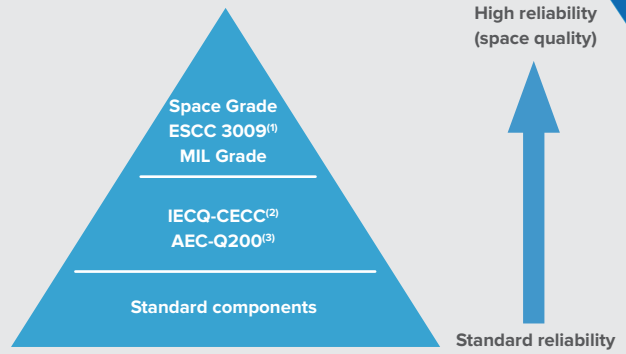 High reliability
(space quality)
Space Grade
ESCC 3009(1)
MIL Grade
IECQ-CECC(2)
AEC-Q200(3)
Standard components
Standard reliability